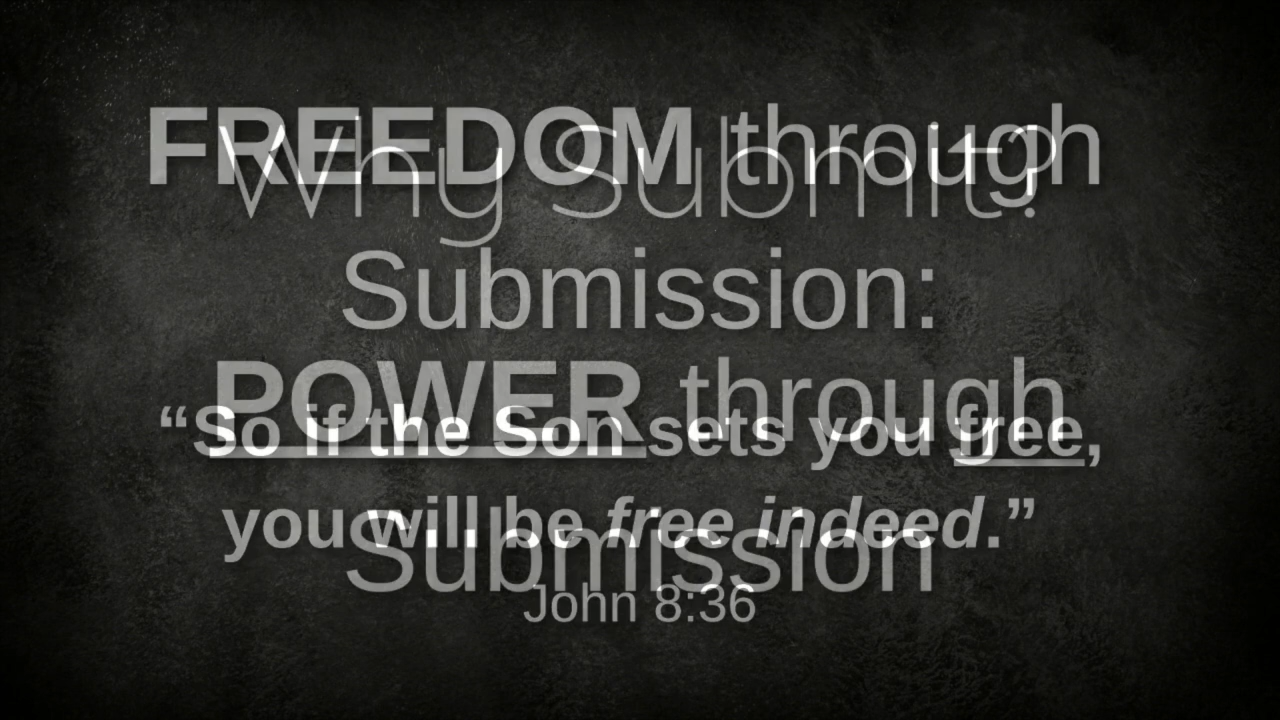 FREEDOM through
Why Submit?
Submission:
POWER through
“So if the Son sets you free,
you will be free indeed.”
Submission
John 8:36